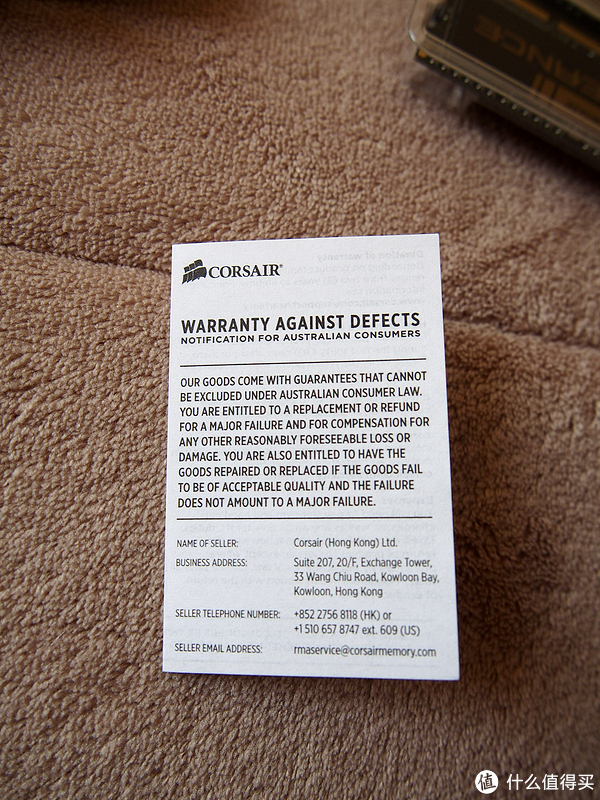 VENGEANCE
CORSAIR®
WARRANTY AGAINST DEFECTS
NOTIFICATION FOR AUSTRALIAN CONSUMERS
OUR GOODS COME WITH GUARANTEES THAT CANNOT
BE EXCLUDED UNDER AUSTRALIAN CONSUMER LAW.
YOU ARE ENTITLED TO A REPLACEMENT OR REFUND
FOR A MAJOR FAILURE AND FOR COMPENSATION FOR
ANY OTHER REASONABLY FORESEEABLE LOSS OR
DAMAGE. YOU ARE ALSO ENTITLED TO HAVE THE
GOODS REPAIRED OR REPLACED IF THE GOODS FAIL
TO BE OF ACCEPTABLE QUALITY AND THE FAILURE
DOES NOT AMOUNT TO A MAJOR FAILURE.
NAME OF SELLER: Corsair (Hong Kong) Ltd.
BUSINESS ADDRESS: Suite 207, 20/F, Exchange Tower,
33 Wang Chiu Road, Kowloon Bay,
Kowloon, Hong Kong
SELLER TELEPHONE NUMBER: +852 2756 8118 (HK) or
+1 510 657 8747 ext. 609 (US)
SELLER EMAIL ADDRESS: rmaservice@corsairmemory.com
值 什么值得买